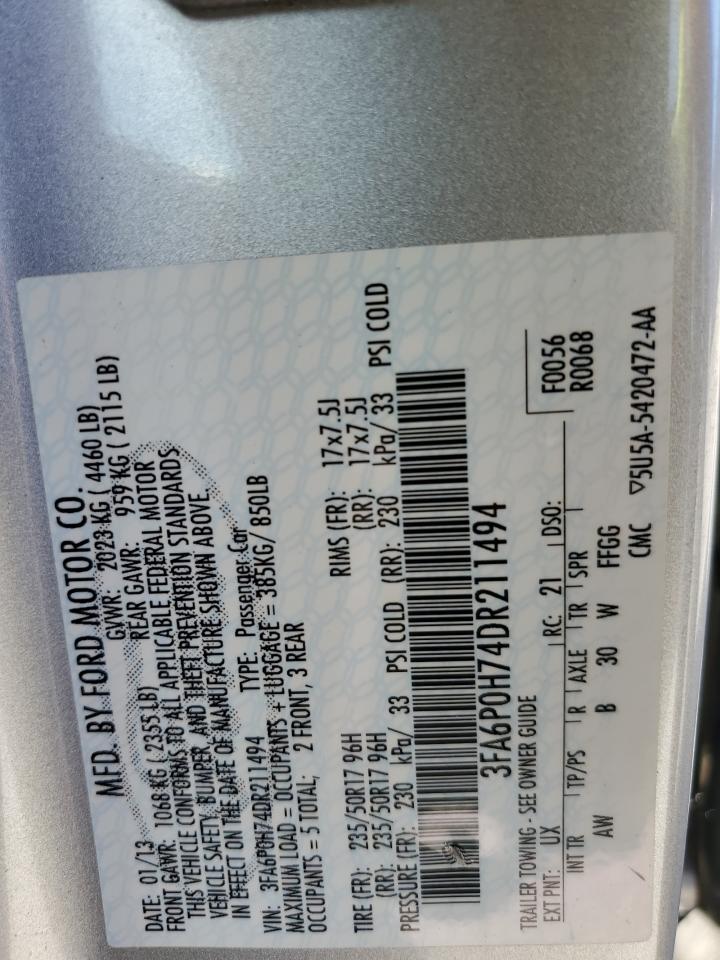 MFD. BY FORD MOTOR CO.
DATE: 01/13 GVWR: 2023 KG ( 4460 LB)
FRONT GAWR: 1068 KG ( 2355 LB) REAR GAWR: 959 KG ( 2115 LB)
THIS VEHICLE CONFORMS TO ALL APPLICABLE FEDERAL MOTOR
VEHICLE SAFETY, BUMPER, AND THEFT PREVENTION STANDARDS
IN EFFECT ON THE DATE OF MANUFACTURE SHOWN ABOVE.
VIN: 3FA6P0H74DR211494 TYPE: Passenger Car
MAXIMUM LOAD = OCCUPANTS + LUGGAGE = 385KG/ 850LB
OCCUPANTS = 5 TOTAL; 2 FRONT, 3 REAR
TIRE (FR): 235/50R17 96H RIMS (FR): 17x7.5J
(RR): 235/50R17 96H (RR): 17x7.5J
PRESSURE (FR): 230 kPa/ 33 PSI COLD (RR): 230 kPa/ 33 PSI COLD
3FA6P0H74DR211494
TRAILER TOWING - SEE OWNER GUIDE F0056
EXT PNT: UX RC: 21 DSO: R0068
INT TR TP/PS R AXLE TR SPR
AW B 30 W FFGG
CMC ▽5U5A-5420472-AA